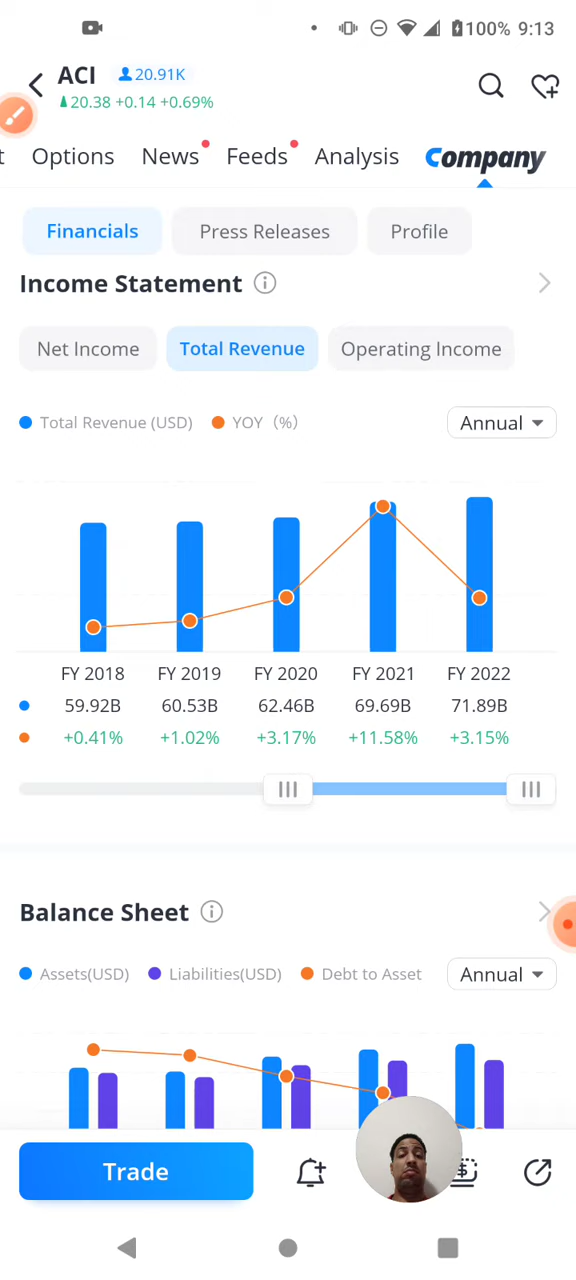 100% 9:13
ACI 20.91K
20.38 +0.14 +0.69%
t Options News Feeds Analysis Company
Financials Press Releases Profile
Income Statement
Net Income Total Revenue Operating Income
Total Revenue (USD) YOY (%) Annual
FY 2018 FY 2019 FY 2020 FY 2021 FY 2022
59.92B 60.53B 62.46B 69.69B 71.89B
+0.41% +1.02% +3.17% +11.58% +3.15%
Balance Sheet
Assets(USD) Liabilities(USD) Debt to Asset Annual
Trade